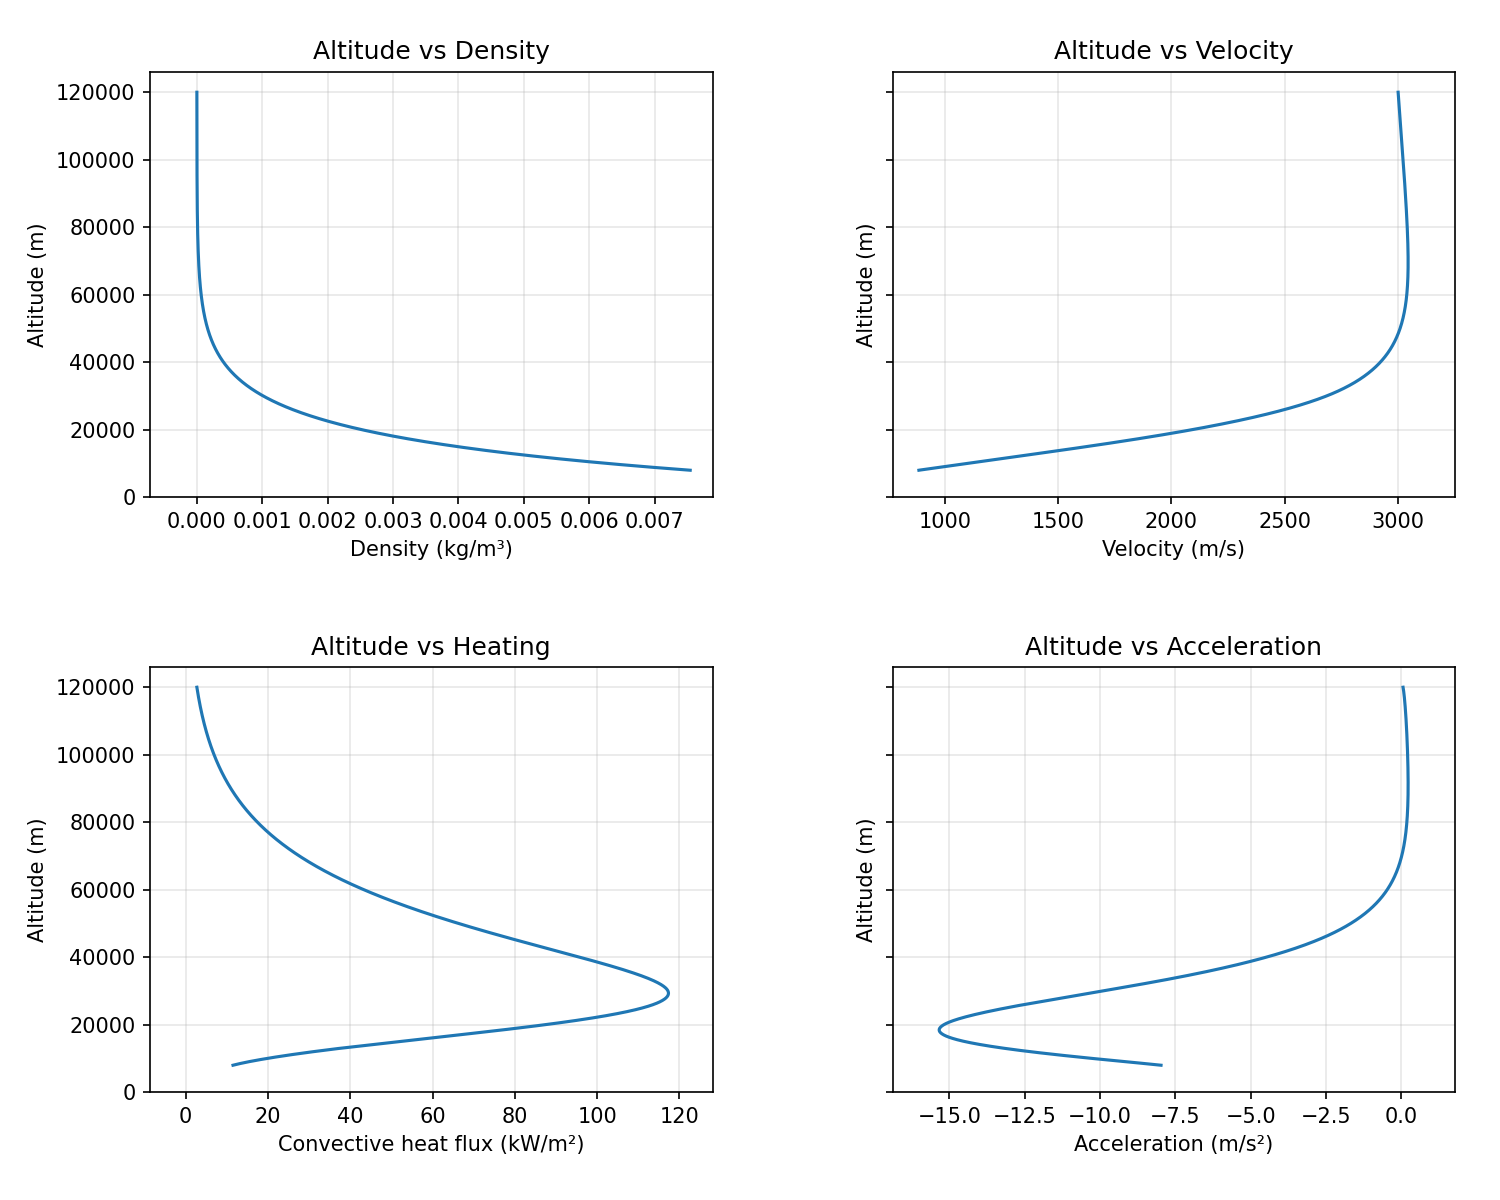 Altitude vs Density
Altitude (m)
120000
100000
80000
60000
40000
20000
0
0.000 0.001 0.002 0.003 0.004 0.005 0.006 0.007
Density (kg/m³)
Altitude vs Velocity
Altitude (m)
1000 1500 2000 2500 3000
Velocity (m/s)
Altitude vs Heating
Altitude (m)
120000
100000
80000
60000
40000
20000
0
0 20 40 60 80 100 120
Convective heat flux (kW/m²)
Altitude vs Acceleration
Altitude (m)
−15.0 −12.5 −10.0 −7.5 −5.0 −2.5 0.0
Acceleration (m/s²)